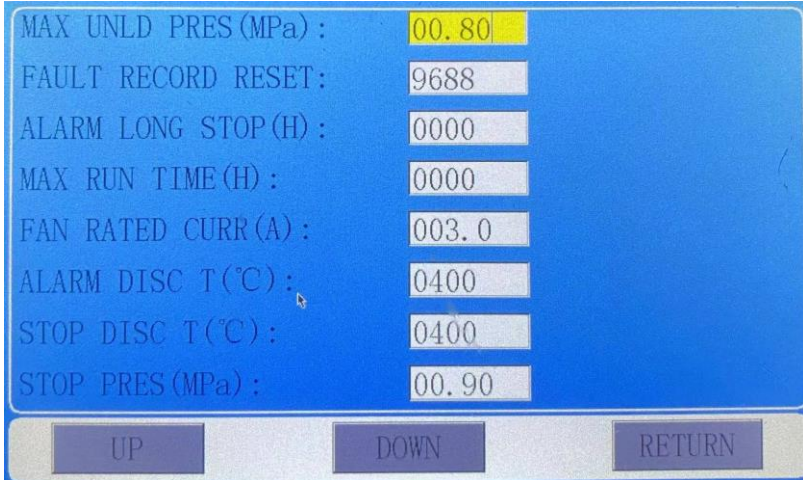 MAX UNLD PRES(MPa): 00.80
FAULT RECORD RESET: 9688
ALARM LONG STOP(H): 0000
MAX RUN TIME(H): 0000
FAN RATED CURR(A): 003.0
ALARM DISC T(℃): 0400
STOP DISC T(℃): 0400
STOP PRES(MPa): 00.90
UP DOWN RETURN